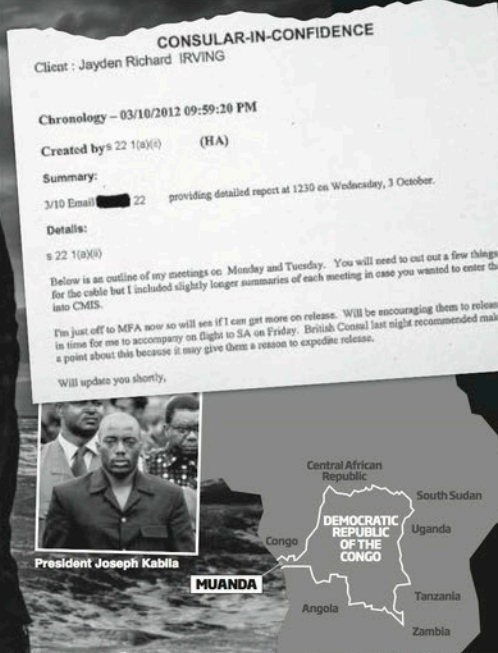 CONSULAR-IN-CONFIDENCE
Client : Jayden Richard IRVING
Chronology – 03/10/2012 09:59:20 PM
Created by s 22 1(a)(ii) (HA)
Summary:
3/10 Email 22 providing detailed report at 1230 on Wednesday, 3 October.
Details:
s 22 1(a)(ii)
Below is an outline of my meetings on Monday and Tuesday. You will need to cut out a few things
for the cable but I included slightly longer summaries of each meeting in case you wanted to enter
into CMIS.
I'm just off to MFA now so will see if I can get more on release. Will be encouraging them to
in time for me to accompany on flight to SA on Friday. British Consul last night recommended
a point about this because it may give them a reason to expedite release.
Will update you shortly,
President Joseph Kabila
Central African
Republic
South Sudan
DEMOCRATIC
REPUBLIC
OF THE
CONGO
Uganda
Congo
MUANDA
Angola
Tanzania
Zambia